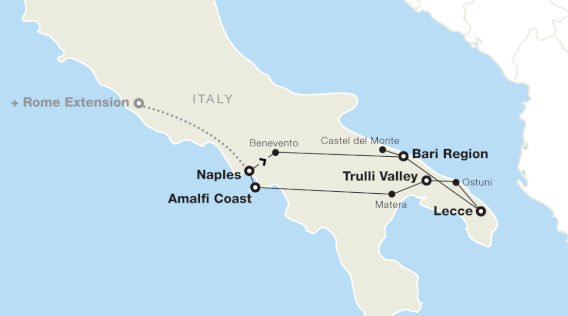 ITALY
+ Rome Extension
Benevento
Castel del Monte
Bari Region
Naples
Trulli Valley
Ostuni
Amalfi Coast
Matera
Lecce